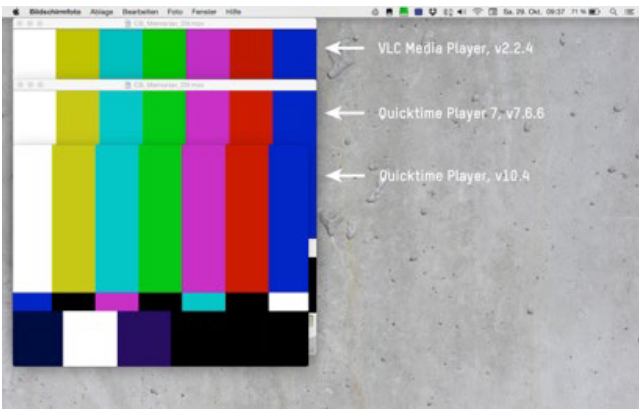 Bildschirmfoto Ablage Bearbeiten Foto Fenster Hilfe
Sa. 29. Okt. 09:37 71 %
VLC Media Player, v2.2.4
Quicktime Player 7, v7.6.6
Quicktime Player, v10.4